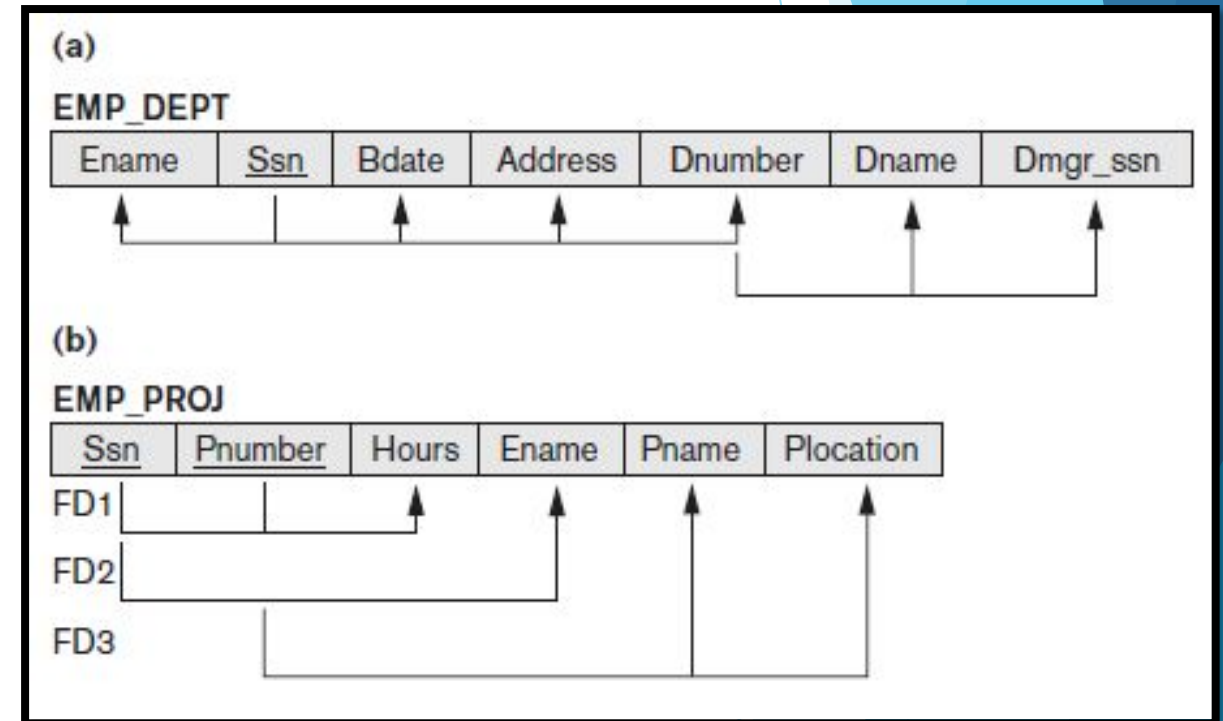 (a)
EMP_DEPT
Ename Ssn Bdate Address Dnumber Dname Dmgr_ssn
(b)
EMP_PROJ
Ssn Pnumber Hours Ename Pname Plocation
FD1
FD2
FD3